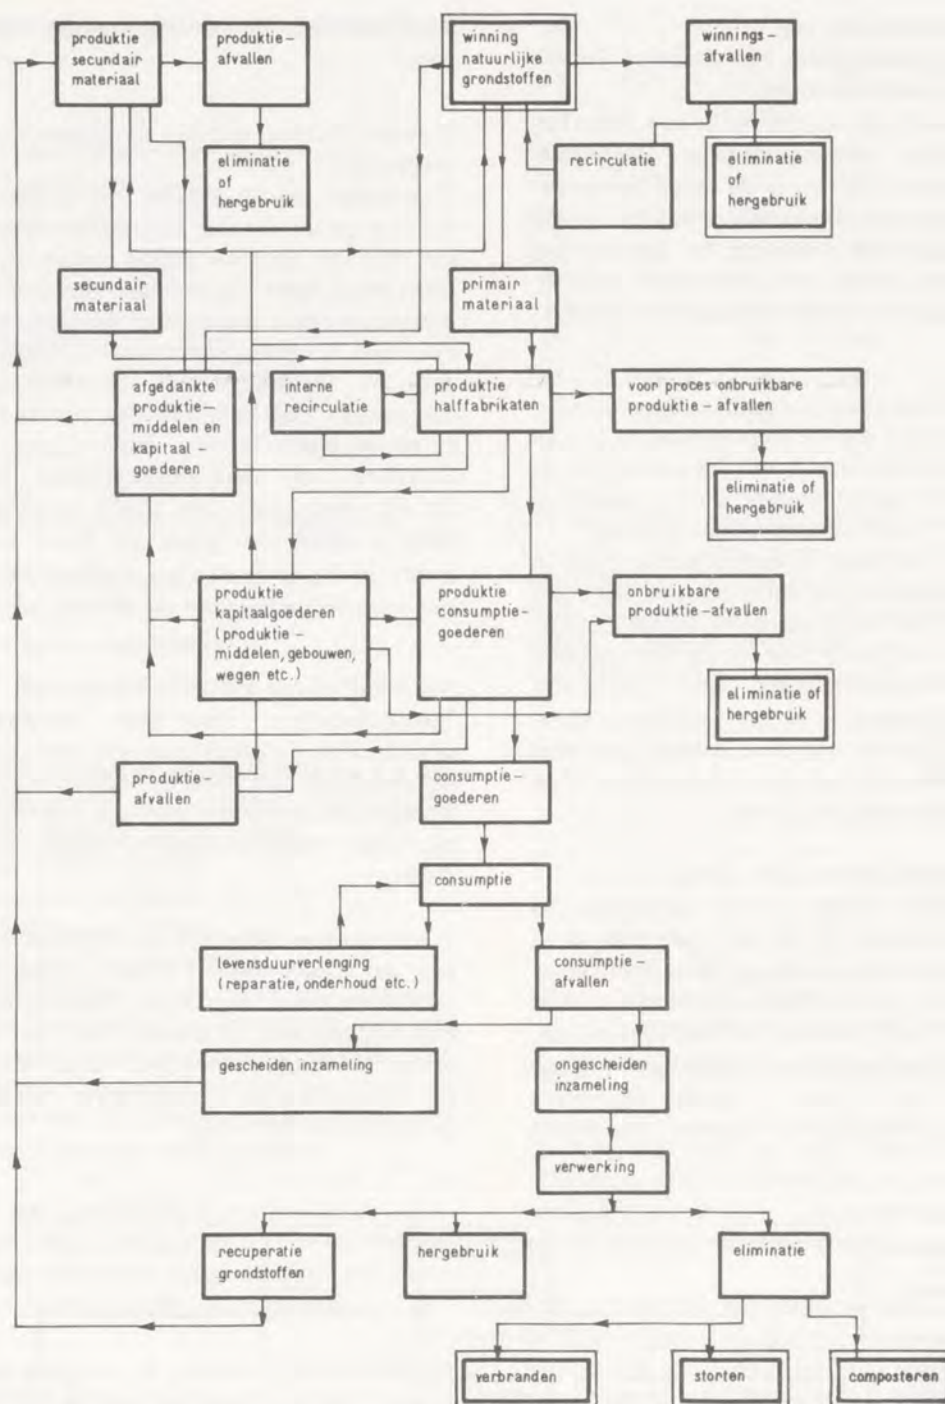 produktie
secundair
materiaal
produktie-
afvallen
winning
natuurlijke
grondstoffen
winnings-
afvallen
eliminatie
of
hergebruik
recirculatie
eliminatie
of
hergebruik
secundair
materiaal
primair
materiaal
afgedankte
produktie-
middelen en
kapitaal-
goederen
interne
recirculatie
produktie
halffabrikaten
voor proces onbruikbare
produktie-afvallen
eliminatie of
hergebruik
produktie
kapitaalgoederen
(produktie-
middelen, gebouwen,
wegen etc.)
produktie
consumptie-
goederen
onbruikbare
produktie-afvallen
eliminatie of
hergebruik
produktie-
afvallen
consumptie-
goederen
consumptie
levensduurverlenging
(reparatie, onderhoud etc.)
consumptie-
afvallen
gescheiden inzameling
ongescheiden
inzameling
verwerking
recuperatie
grondstoffen
hergebruik
eliminatie
verbranden
storten
composteren